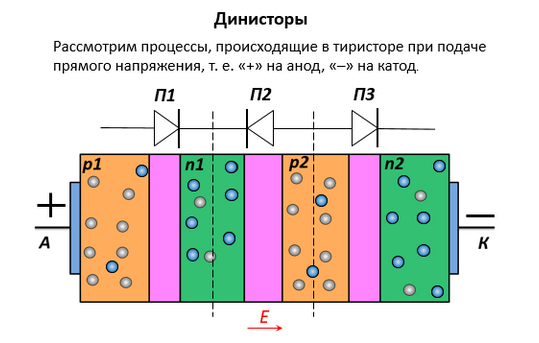 Динисторы
Рассмотрим процессы, происходящие в тиристоре при подаче
прямого напряжения, т. е. «+» на анод, «–» на катод.
П1 П2 П3
p1 n1 p2 n2
+ –
А К
E